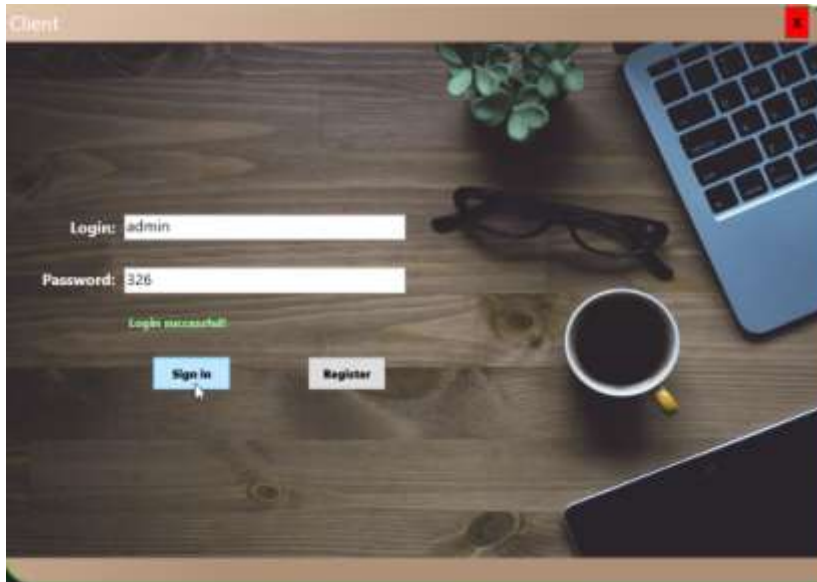 Client
X
Login: admin
Password: 326
Login successful!
Sign in
Register